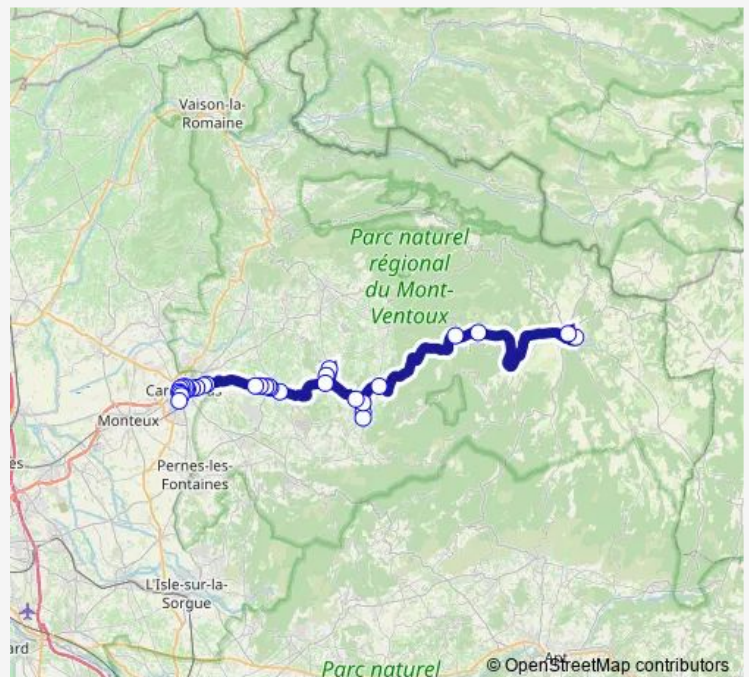 Vaison-la-
Romaine
Parc naturel
régional
du Mont-
Ventoux
Monteux
Pernes-les-
Fontaines
L'Isle-sur-la-
Sorgue
Apt
Parc naturel
© OpenStreetMap contributors